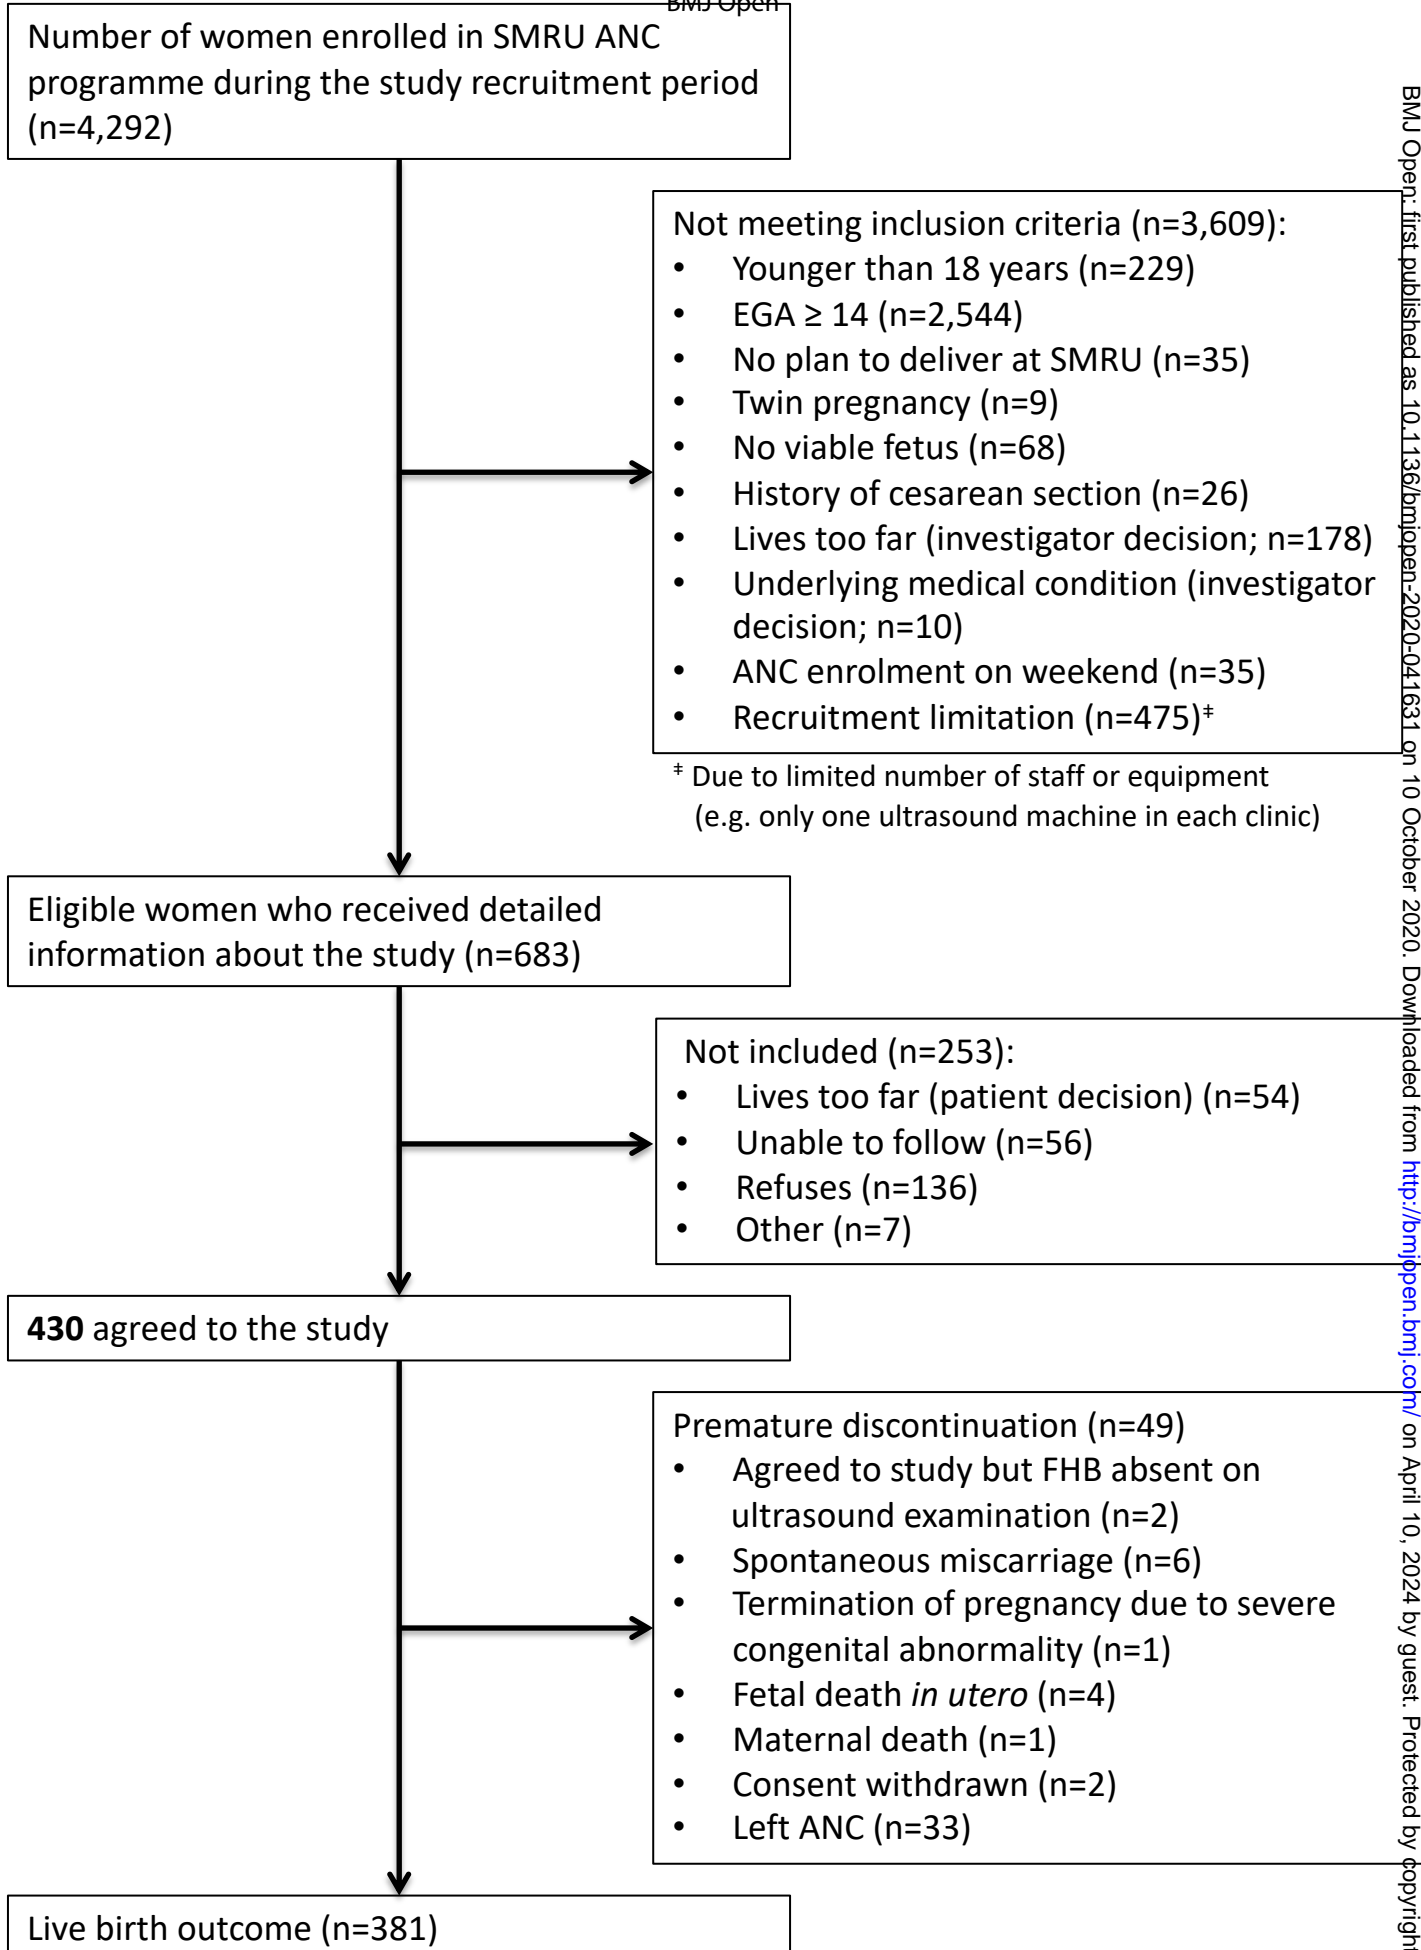 BMJ Open
Number of women enrolled in SMRU ANC
programme during the study recruitment period
(n=4,292)
Not meeting inclusion criteria (n=3,609):
• Younger than 18 years (n=229)
• EGA ≥ 14 (n=2,544)
• No plan to deliver at SMRU (n=35)
• Twin pregnancy (n=9)
• No viable fetus (n=68)
• History of cesarean section (n=26)
• Lives too far (investigator decision; n=178)
• Underlying medical condition (investigator
decision; n=10)
• ANC enrolment on weekend (n=35)
• Recruitment limitation (n=475)‡
‡ Due to limited number of staff or equipment
(e.g. only one ultrasound machine in each clinic)
Eligible women who received detailed
information about the study (n=683)
Not included (n=253):
• Lives too far (patient decision) (n=54)
• Unable to follow (n=56)
• Refuses (n=136)
• Other (n=7)
430 agreed to the study
Premature discontinuation (n=49)
• Agreed to study but FHB absent on
ultrasound examination (n=2)
• Spontaneous miscarriage (n=6)
• Termination of pregnancy due to severe
congenital abnormality (n=1)
• Fetal death in utero (n=4)
• Maternal death (n=1)
• Consent withdrawn (n=2)
• Left ANC (n=33)
Live birth outcome (n=381)
BMJ Open: first published as 10.1136/bmjopen-2020-041631 on 10 October 2020. Downloaded from http://bmjopen.bmj.com/ on April 10, 2024 by guest. Protected by copyright